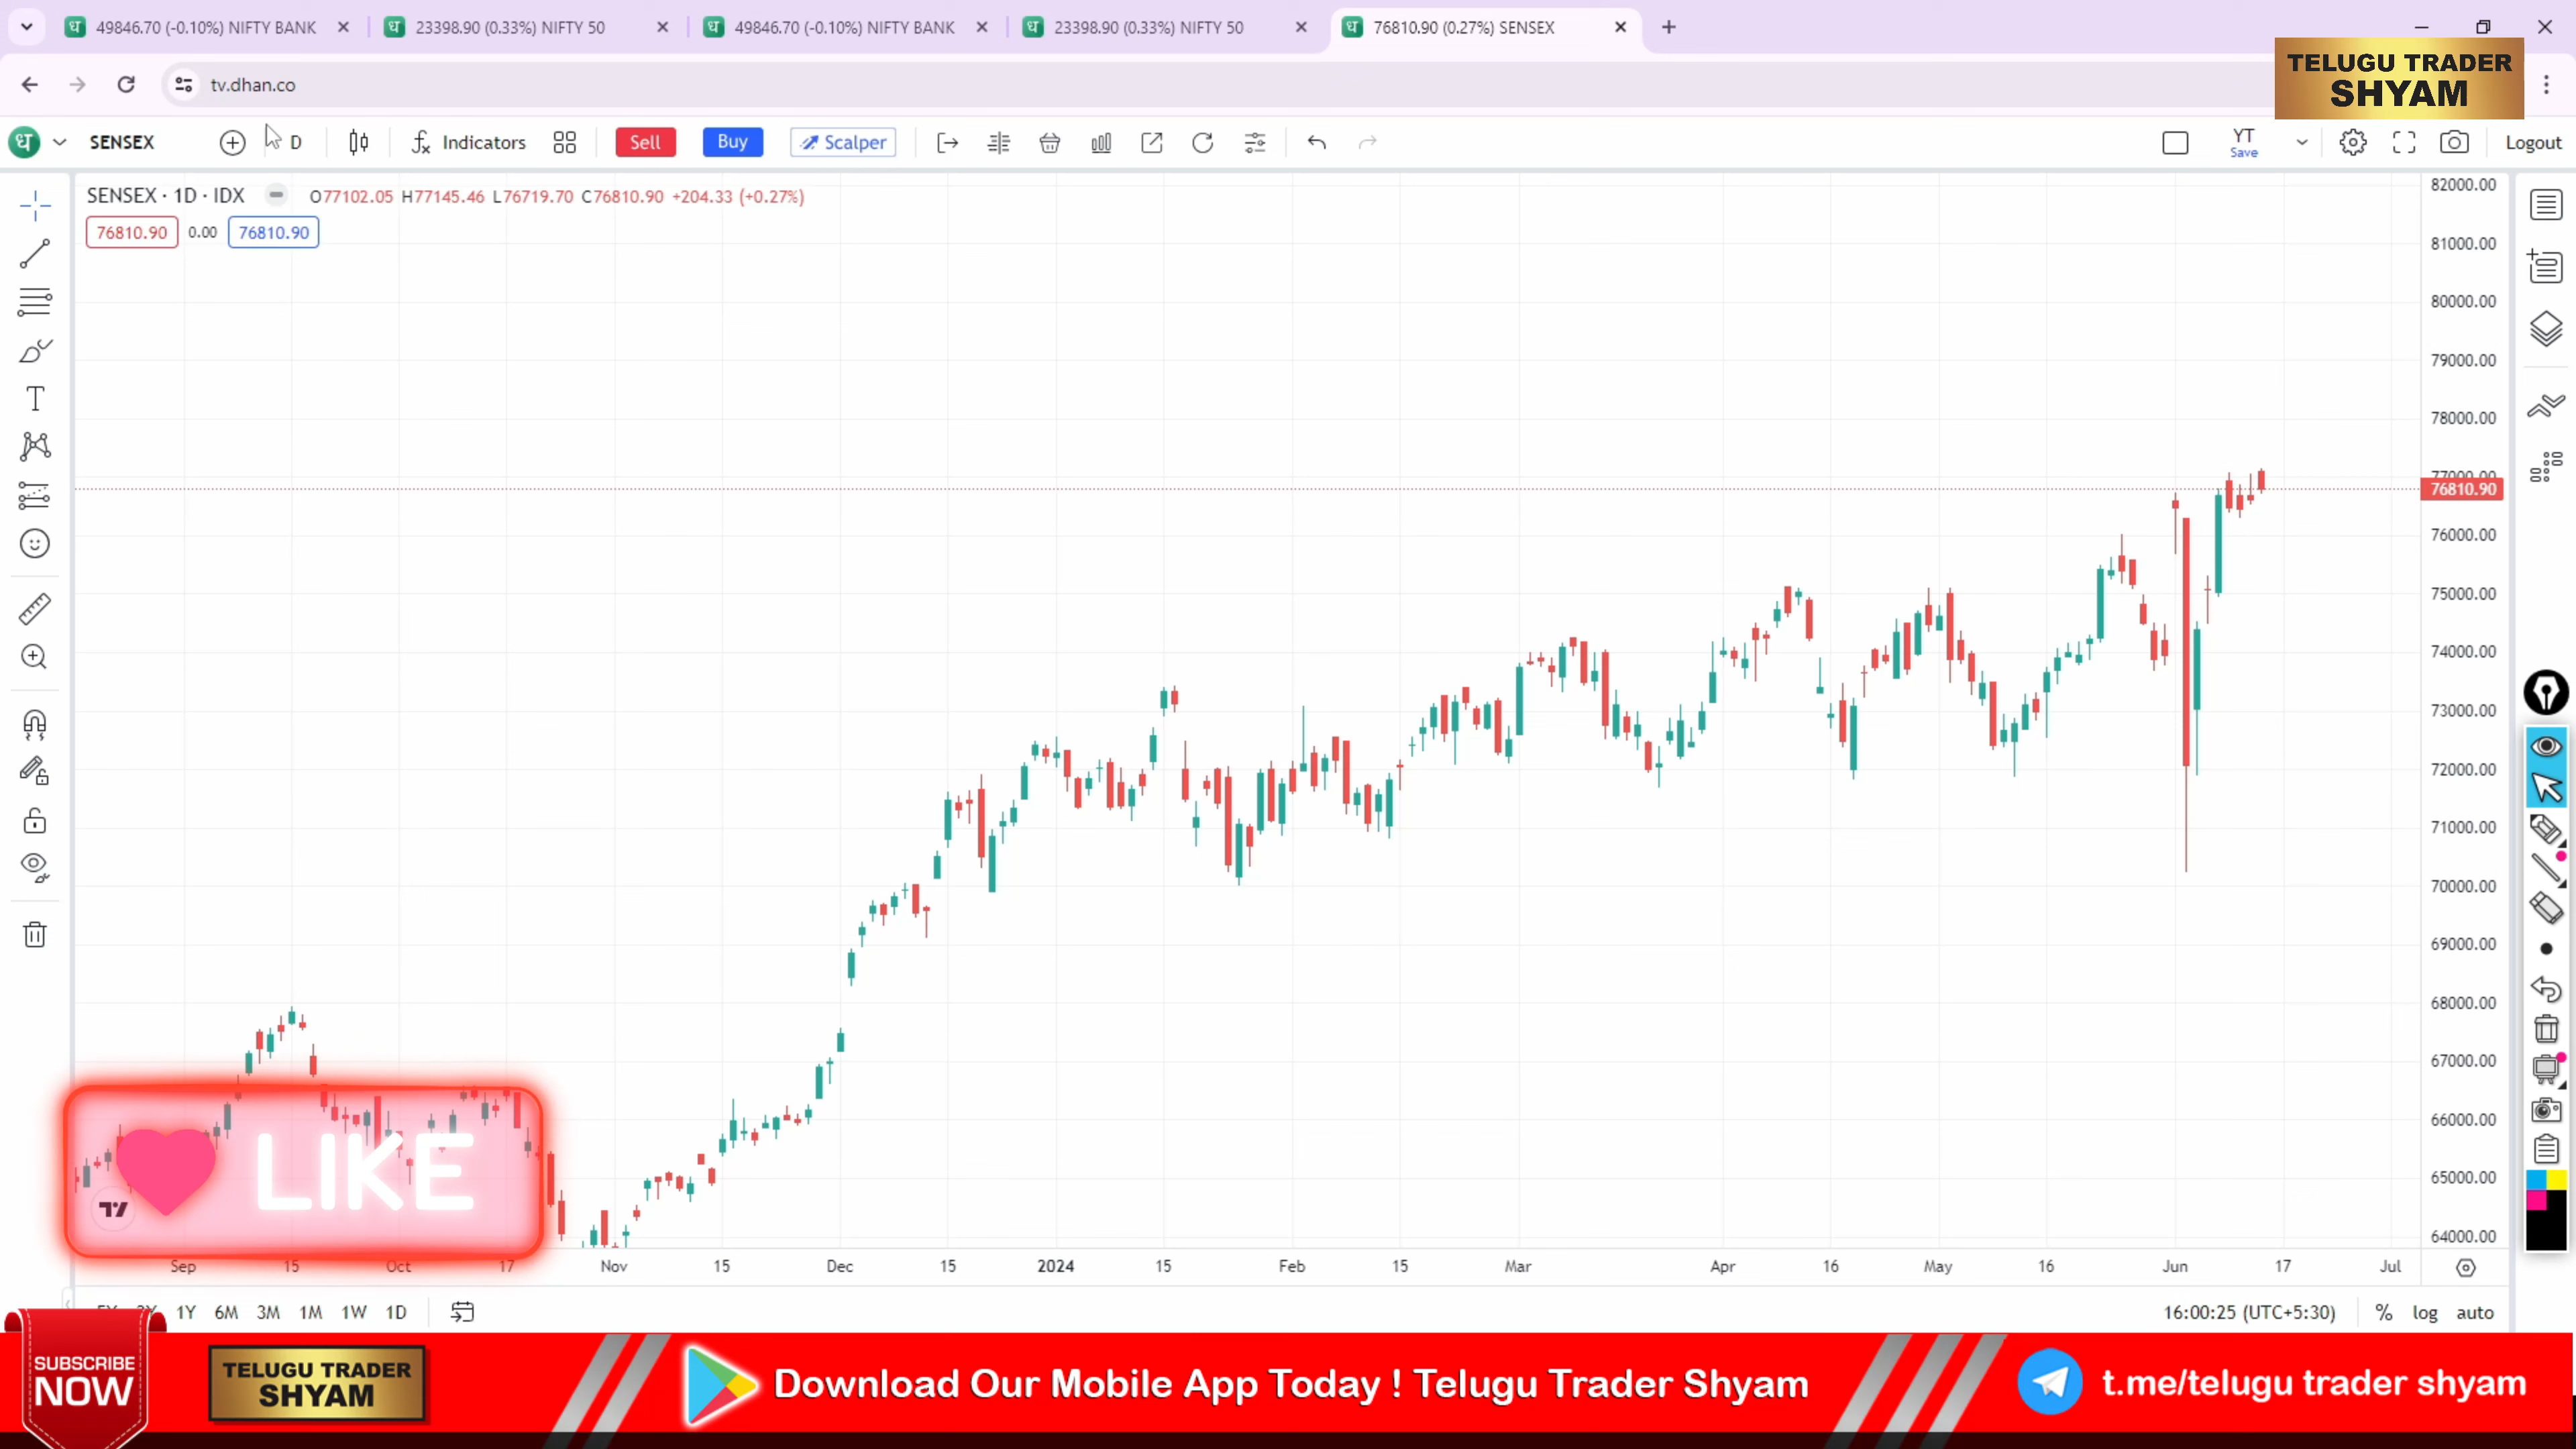 49846.70 (-0.10%) NIFTY BANK
23398.90 (0.33%) NIFTY 50
49846.70 (-0.10%) NIFTY BANK
23398.90 (0.33%) NIFTY 50
76810.90 (0.27%) SENSEX
tv.dhan.co
TELUGU TRADER
SHYAM
SENSEX
D
Indicators
Sell
Buy
Scalper
YT
Save
Logout
SENSEX · 1D · IDX
O77102.05 H77145.46 L76719.70 C76810.90 +204.33 (+0.27%)
76810.90 0.00 76810.90
82000.00
81000.00
80000.00
79000.00
78000.00
77000.00
76810.90
76000.00
75000.00
74000.00
73000.00
72000.00
71000.00
70000.00
69000.00
68000.00
67000.00
66000.00
65000.00
64000.00
LIKE
Sep 15 Oct 17 Nov 15 Dec 15 2024 15 Feb 15 Mar Apr 16 May 16 Jun 17 Jul
1Y 6M 3M 1M 1W 1D
16:00:25 (UTC+5:30) % log auto
SUBSCRIBE
NOW
TELUGU TRADER
SHYAM
Download Our Mobile App Today ! Telugu Trader Shyam
t.me/telugu trader shyam